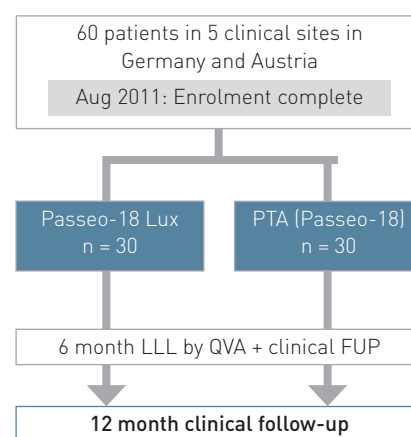 60 patients in 5 clinical sites in
Germany and Austria
Aug 2011: Enrolment complete
Passeo-18 Lux
n = 30
PTA (Passeo-18)
n = 30
6 month LLL by QVA + clinical FUP
12 month clinical follow-up